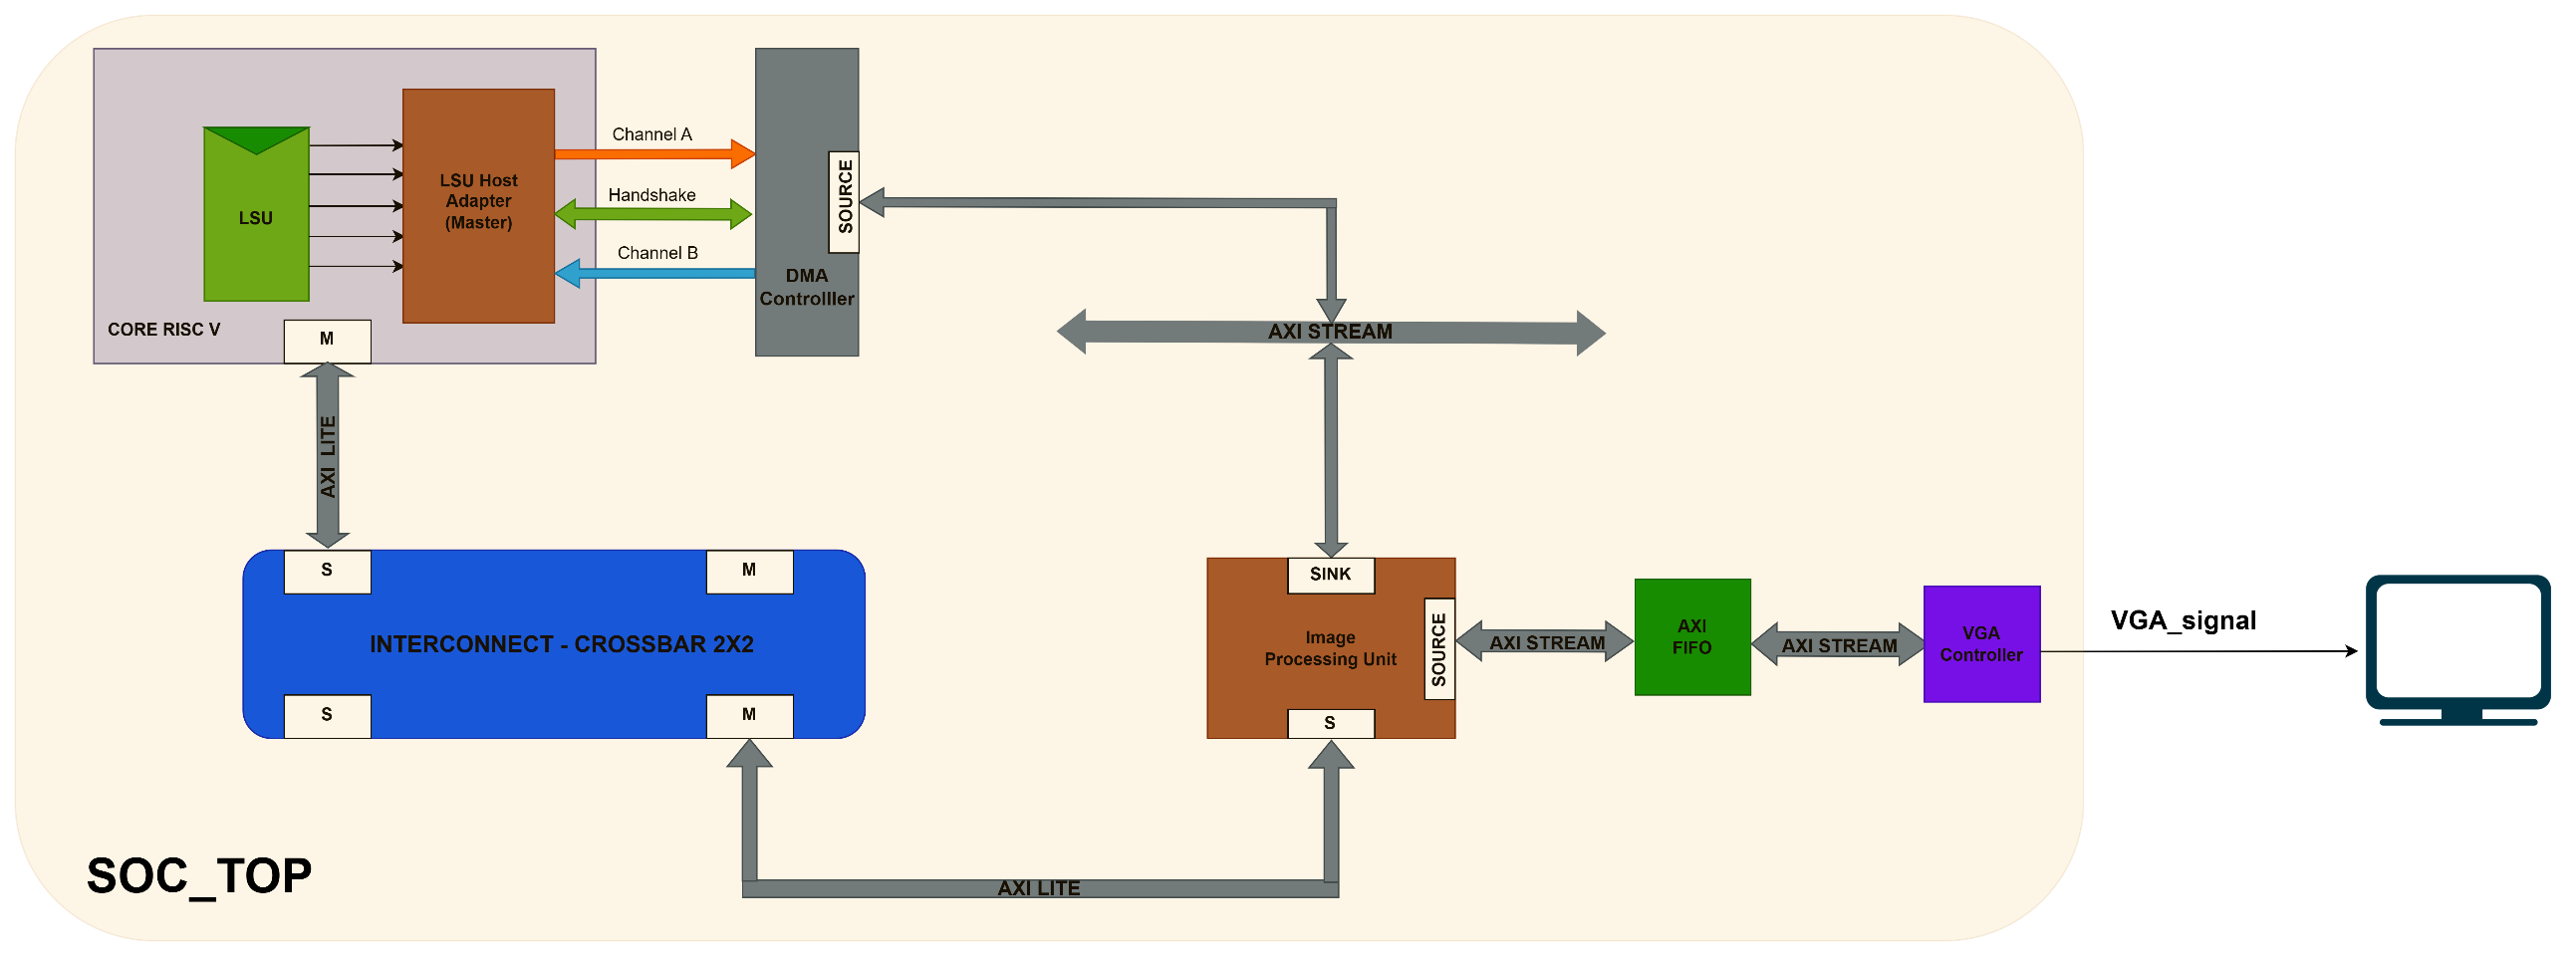 Channel A
LSU Host
Adapter
(Master)
LSU
Handshake
SOURCE
Channel B
DMA
Controlller
CORE RISC V
M
AXI STREAM
AXI LITE
S
M
SINK
INTERCONNECT - CROSSBAR 2X2
Image
Processing Unit
SOURCE
AXI STREAM
AXI
FIFO
AXI STREAM
VGA
Controller
VGA_signal
S
M
S
SOC_TOP
AXI LITE